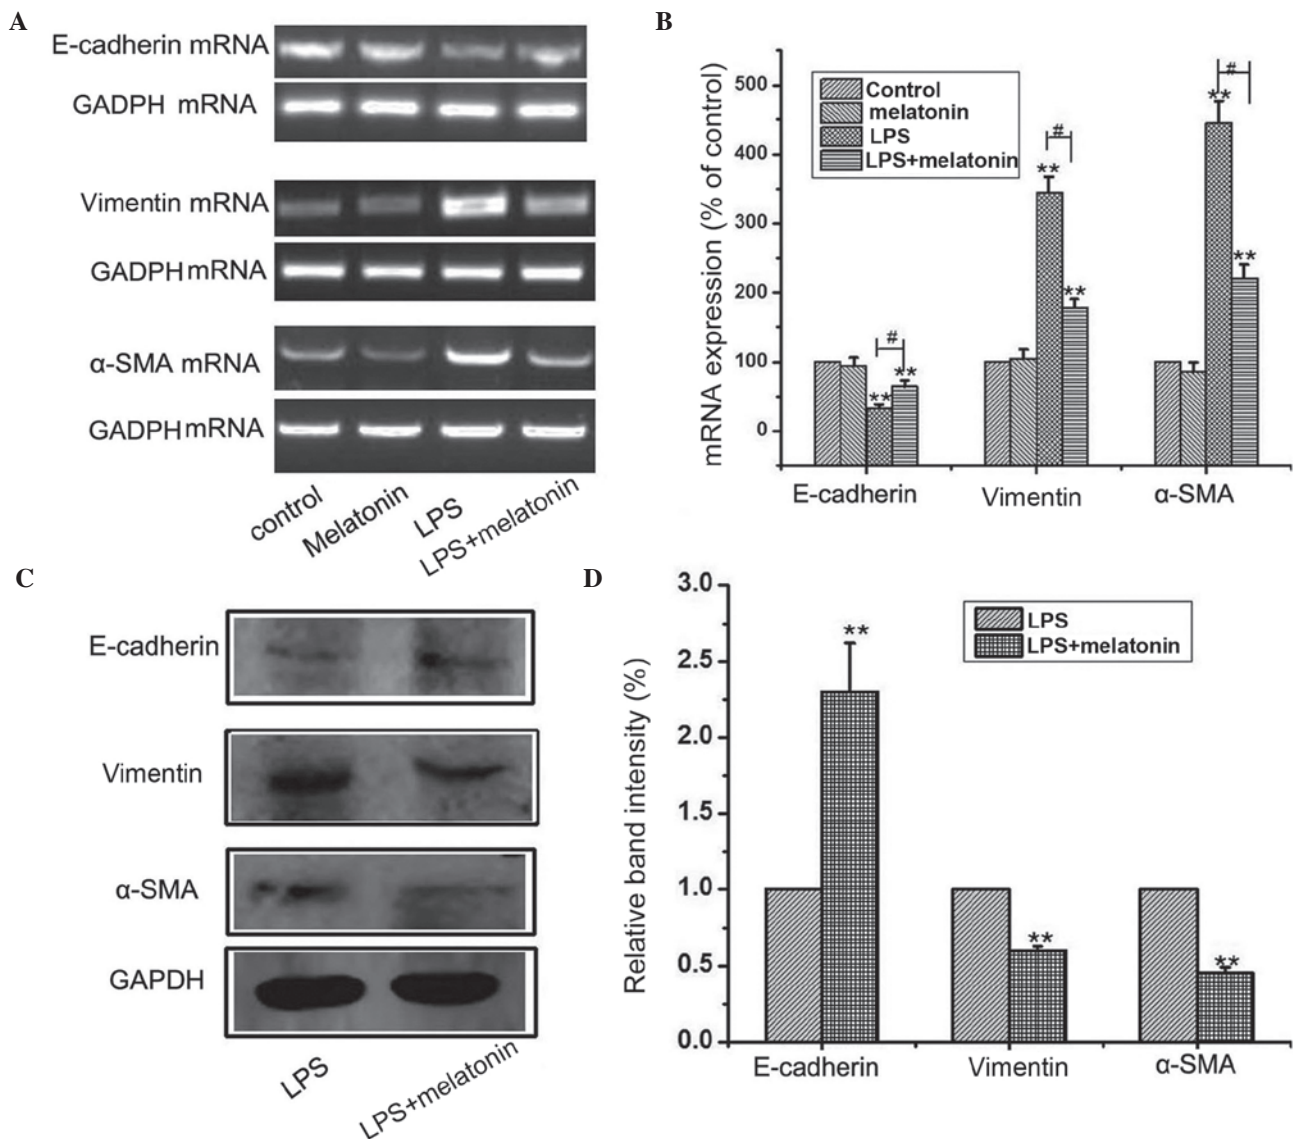 A
E-cadherin mRNA
GADPH mRNA
Vimentin mRNA
GADPH mRNA
α-SMA mRNA
GADPH mRNA
control
Melatonin
LPS
LPS+melatonin
B
mRNA expression (% of control)
500
400
300
200
100
0
Control
melatonin
LPS
LPS+melatonin
#
**
**
#
**
**
#
**
**
E-cadherin
Vimentin
α-SMA
C
E-cadherin
Vimentin
α-SMA
GAPDH
LPS
LPS+melatonin
D
Relative band intensity (%)
3.0
2.5
2.0
1.5
1.0
0.5
0.0
LPS
LPS+melatonin
**
**
**
E-cadherin
Vimentin
α-SMA